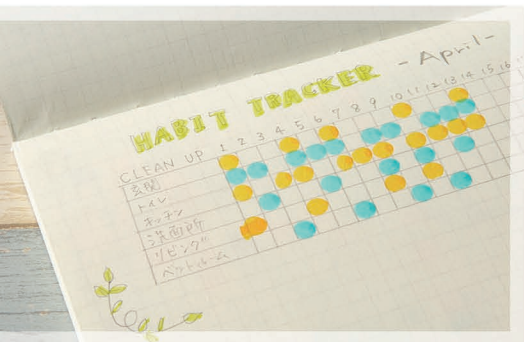 HABIT TRACKER - April -
CLEAN UP 1 2 3 4 5 6 7 8 9 10 11 12 13 14 15 16
玄関
トイレ
キッチン
洗面所
リビング
ベットルーム